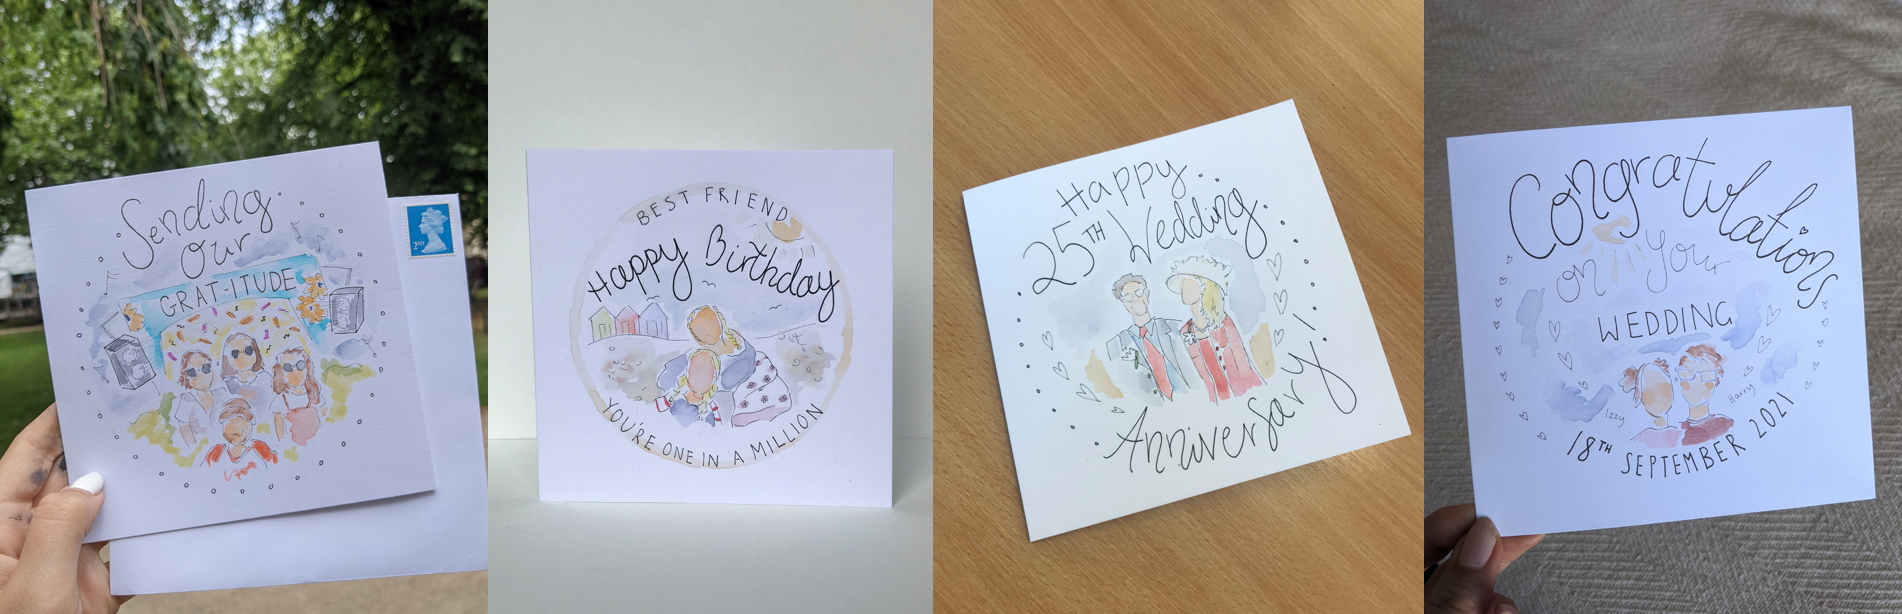 Sending
Our
GRAT-ITUDE
2ND
BEST FRIEND
Happy Birthday
YOU'RE ONE IN A MILLION
Happy
25TH Wedding
Anniversary
Congratulations
on Your
WEDDING
Izzy
Harry
18TH SEPTEMBER 2021